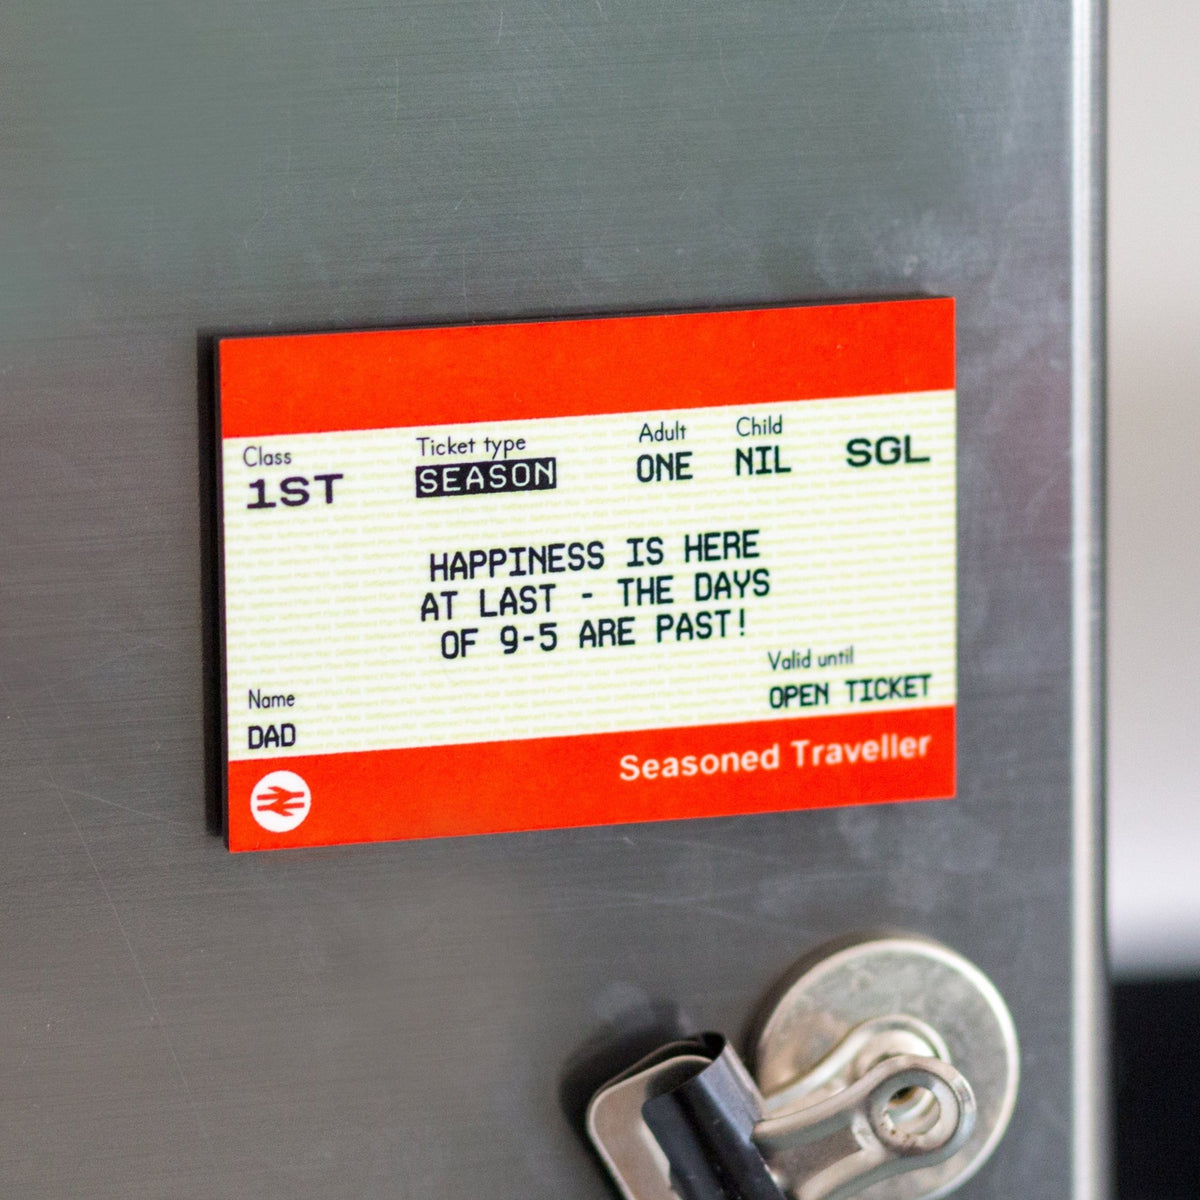 Class Ticket type Adult Child
1ST SEASON ONE NIL SGL
HAPPINESS IS HERE
AT LAST - THE DAYS
OF 9-5 ARE PAST!
Valid until
OPEN TICKET
Name
DAD
Seasoned Traveller